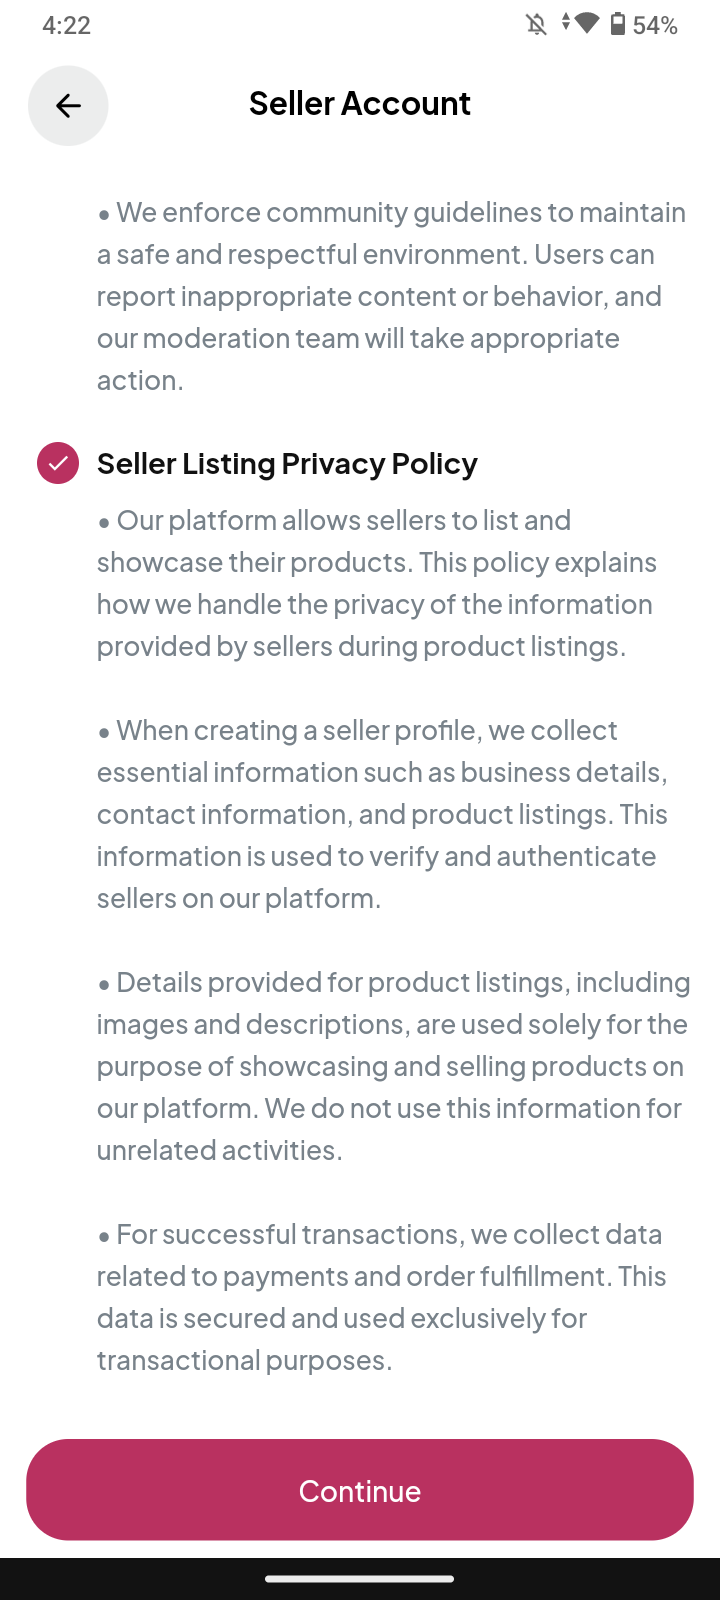 4:22
54%
Seller Account
• We enforce community guidelines to maintain
a safe and respectful environment. Users can
report inappropriate content or behavior, and
our moderation team will take appropriate
action.
Seller Listing Privacy Policy
• Our platform allows sellers to list and
showcase their products. This policy explains
how we handle the privacy of the information
provided by sellers during product listings.
• When creating a seller profile, we collect
essential information such as business details,
contact information, and product listings. This
information is used to verify and authenticate
sellers on our platform.
• Details provided for product listings, including
images and descriptions, are used solely for the
purpose of showcasing and selling products on
our platform. We do not use this information for
unrelated activities.
• For successful transactions, we collect data
related to payments and order fulfillment. This
data is secured and used exclusively for
transactional purposes.
Continue